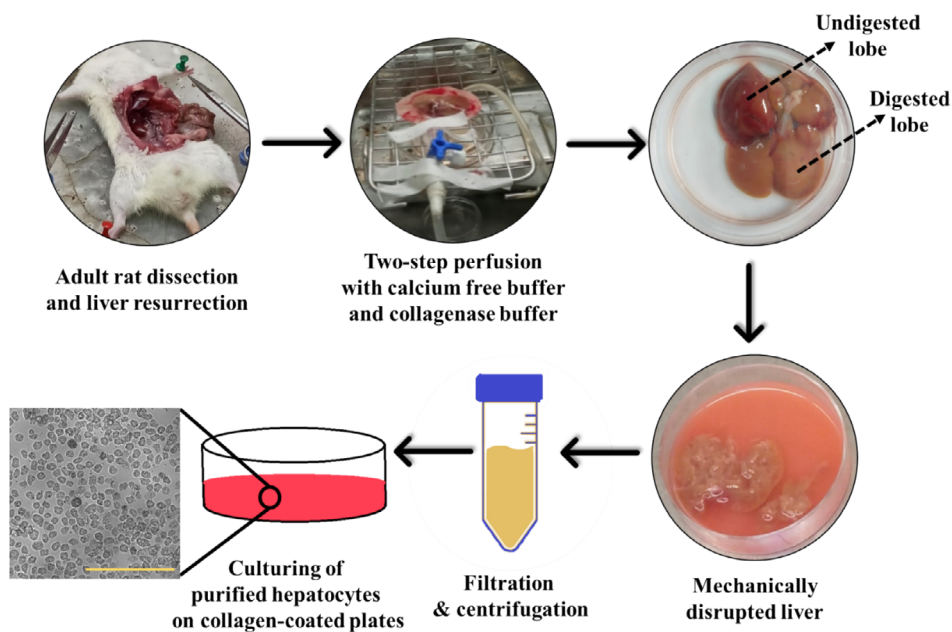 Undigested
lobe
Digested
lobe
Adult rat dissection
and liver resurrection
Two-step perfusion
with calcium free buffer
and collagenase buffer
Culturing of
purified hepatocytes
on collagen-coated plates
Filtration
& centrifugation
Mechanically
disrupted liver